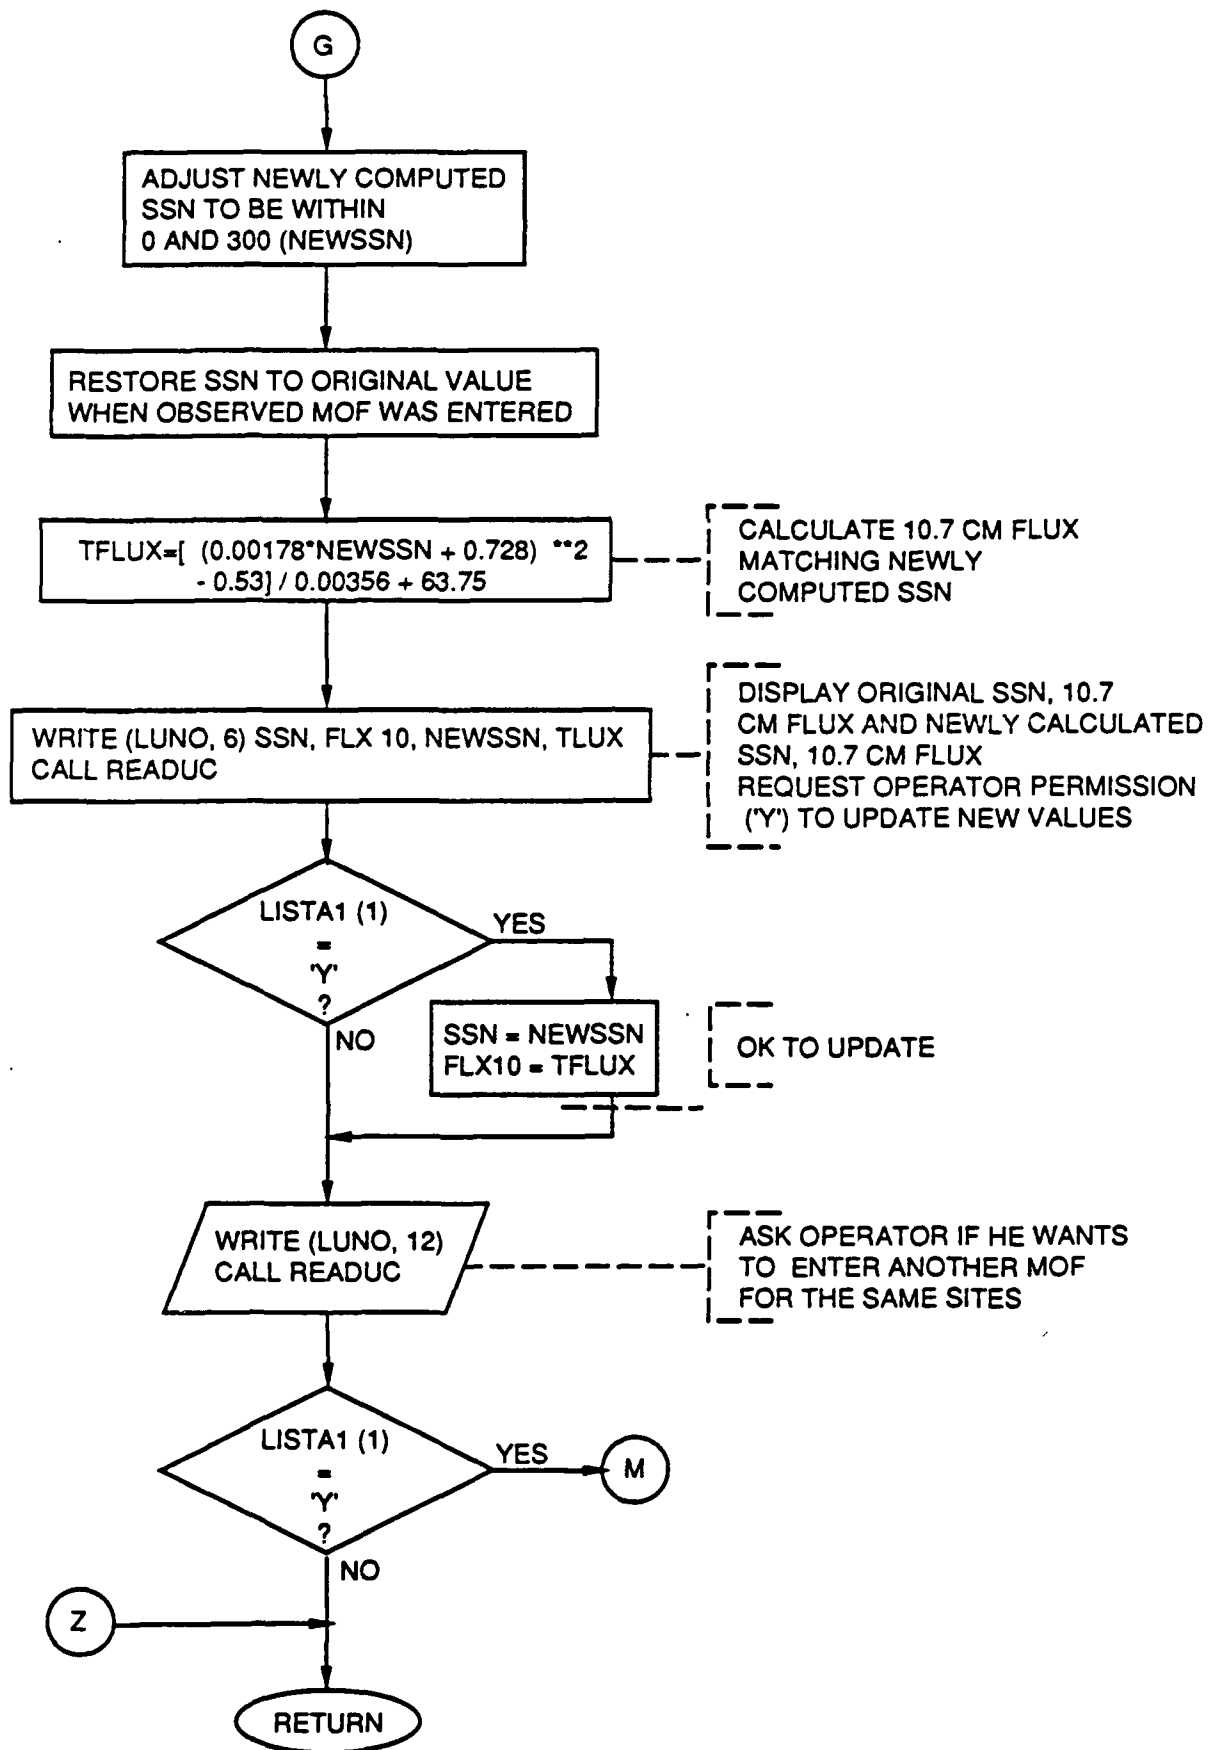 G
ADJUST NEWLY COMPUTED
SSN TO BE WITHIN
0 AND 300 (NEWSSN)
RESTORE SSN TO ORIGINAL VALUE
WHEN OBSERVED MOF WAS ENTERED
TFLUX=[ (0.00178*NEWSSN + 0.728) **2
- 0.53] / 0.00356 + 63.75
CALCULATE 10.7 CM FLUX
MATCHING NEWLY
COMPUTED SSN
WRITE (LUNO, 6) SSN, FLX 10, NEWSSN, TLUX
CALL READUC
DISPLAY ORIGINAL SSN, 10.7
CM FLUX AND NEWLY CALCULATED
SSN, 10.7 CM FLUX
REQUEST OPERATOR PERMISSION
('Y') TO UPDATE NEW VALUES
LISTA1 (1)
=
'Y'
?
YES
NO
SSN = NEWSSN
FLX10 = TFLUX
OK TO UPDATE
WRITE (LUNO, 12)
CALL READUC
ASK OPERATOR IF HE WANTS
TO ENTER ANOTHER MOF
FOR THE SAME SITES
LISTA1 (1)
=
'Y'
?
YES
M
NO
Z
RETURN